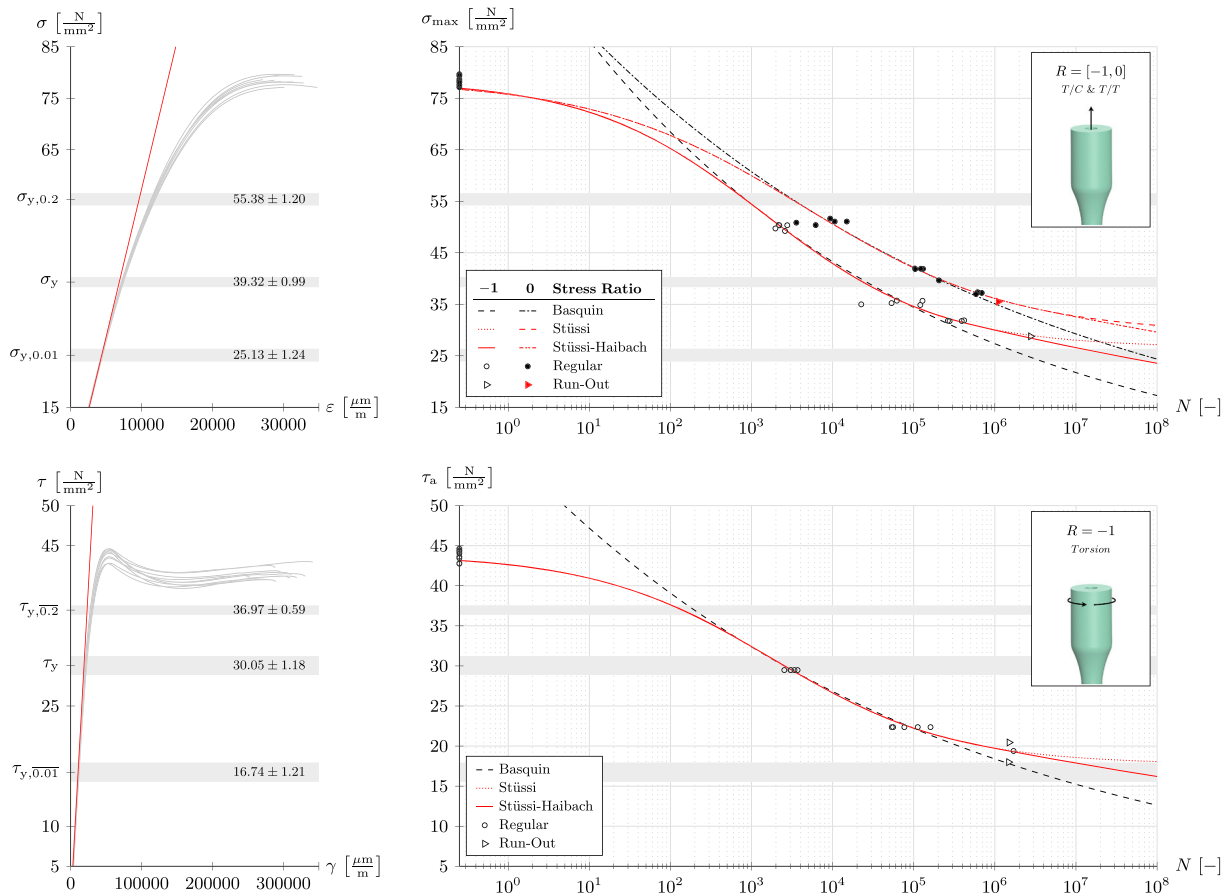 σ [N/mm²]
85
75
65
σy,0.2
σy
σy,0.01
15
55.38 ± 1.20
39.32 ± 0.99
25.13 ± 1.24
0 10000 20000 30000
ε [μm/m]
σmax [N/mm²]
85
75
65
55
45
35
25
15
R = [−1, 0]
T/C & T/T
−1 0 Stress Ratio
Basquin
Stüssi
Stüssi-Haibach
Regular
Run-Out
10⁰ 10¹ 10² 10³ 10⁴ 10⁵ 10⁶ 10⁷ 10⁸
N [−]
τ [N/mm²]
50
45
τy,0.2̅
τy
25
τy,0.01̅
10
5
36.97 ± 0.59
30.05 ± 1.18
16.74 ± 1.21
0 100000 200000 300000
γ [μm/m]
τa [N/mm²]
50
45
40
35
30
25
20
15
10
5
R = −1
Torsion
Basquin
Stüssi
Stüssi-Haibach
Regular
Run-Out
10⁰ 10¹ 10² 10³ 10⁴ 10⁵ 10⁶ 10⁷ 10⁸
N [−]